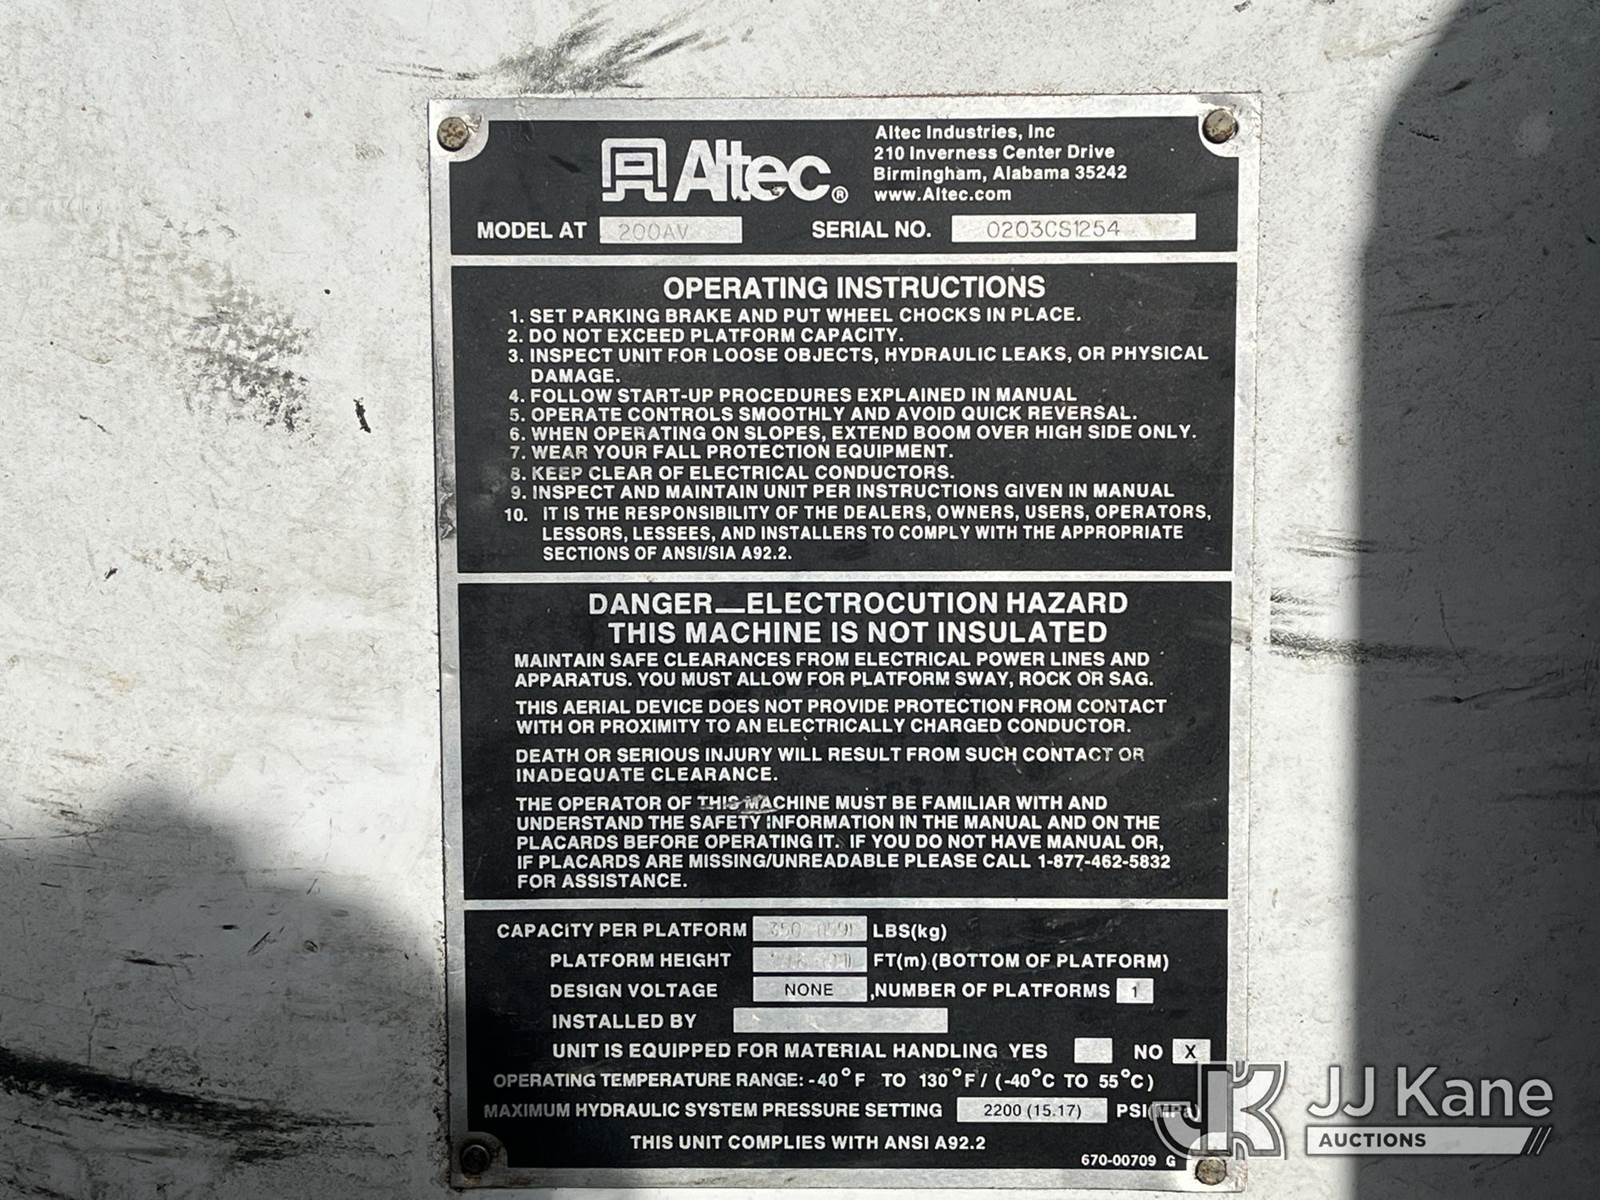 Altec®
Altec Industries, Inc
210 Inverness Center Drive
Birmingham, Alabama 35242
www.Altec.com
MODEL AT 200AV SERIAL NO. 0203CS1254
OPERATING INSTRUCTIONS
1. SET PARKING BRAKE AND PUT WHEEL CHOCKS IN PLACE.
2. DO NOT EXCEED PLATFORM CAPACITY.
3. INSPECT UNIT FOR LOOSE OBJECTS, HYDRAULIC LEAKS, OR PHYSICAL
DAMAGE.
4. FOLLOW START-UP PROCEDURES EXPLAINED IN MANUAL
5. OPERATE CONTROLS SMOOTHLY AND AVOID QUICK REVERSAL.
6. WHEN OPERATING ON SLOPES, EXTEND BOOM OVER HIGH SIDE ONLY.
7. WEAR YOUR FALL PROTECTION EQUIPMENT.
8. KEEP CLEAR OF ELECTRICAL CONDUCTORS.
9. INSPECT AND MAINTAIN UNIT PER INSTRUCTIONS GIVEN IN MANUAL
10. IT IS THE RESPONSIBILITY OF THE DEALERS, OWNERS, USERS, OPERATORS,
LESSORS, LESSEES, AND INSTALLERS TO COMPLY WITH THE APPROPRIATE
SECTIONS OF ANSI/SIA A92.2.
DANGER—ELECTROCUTION HAZARD
THIS MACHINE IS NOT INSULATED
MAINTAIN SAFE CLEARANCES FROM ELECTRICAL POWER LINES AND
APPARATUS. YOU MUST ALLOW FOR PLATFORM SWAY, ROCK OR SAG.
THIS AERIAL DEVICE DOES NOT PROVIDE PROTECTION FROM CONTACT
WITH OR PROXIMITY TO AN ELECTRICALLY CHARGED CONDUCTOR.
DEATH OR SERIOUS INJURY WILL RESULT FROM SUCH CONTACT OR
INADEQUATE CLEARANCE.
THE OPERATOR OF THIS MACHINE MUST BE FAMILIAR WITH AND
UNDERSTAND THE SAFETY INFORMATION IN THE MANUAL AND ON THE
PLACARDS BEFORE OPERATING IT. IF YOU DO NOT HAVE MANUAL OR,
IF PLACARDS ARE MISSING/UNREADABLE PLEASE CALL 1-877-462-5832
FOR ASSISTANCE.
CAPACITY PER PLATFORM 350 LBS(kg)
PLATFORM HEIGHT FT(m) (BOTTOM OF PLATFORM)
DESIGN VOLTAGE NONE ,NUMBER OF PLATFORMS 1
INSTALLED BY
UNIT IS EQUIPPED FOR MATERIAL HANDLING YES NO X
OPERATING TEMPERATURE RANGE: -40°F TO 130°F / (-40°C TO 55°C)
MAXIMUM HYDRAULIC SYSTEM PRESSURE SETTING 2200 (15.17) PSI(MPa)
THIS UNIT COMPLIES WITH ANSI A92.2
670-00709 G
JK JJ Kane
AUCTIONS